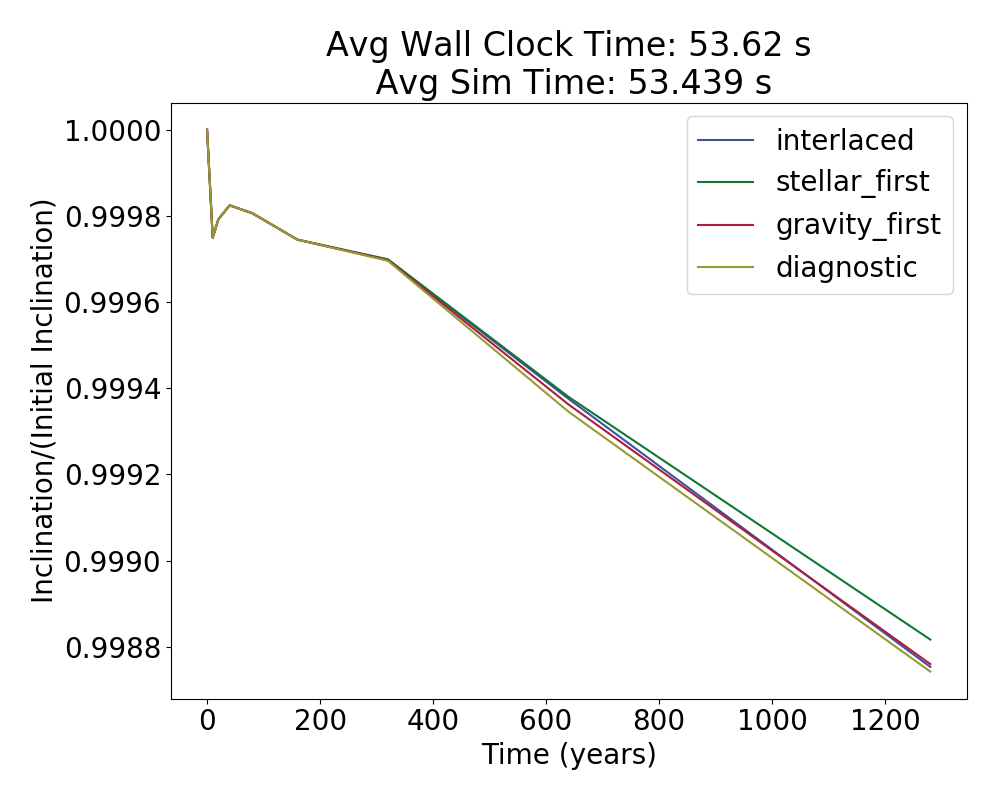 Avg Wall Clock Time: 53.62 s
Avg Sim Time: 53.439 s
interlaced
stellar_first
gravity_first
diagnostic
Inclination/(Initial Inclination)
1.0000
0.9998
0.9996
0.9994
0.9992
0.9990
0.9988
0 200 400 600 800 1000 1200
Time (years)